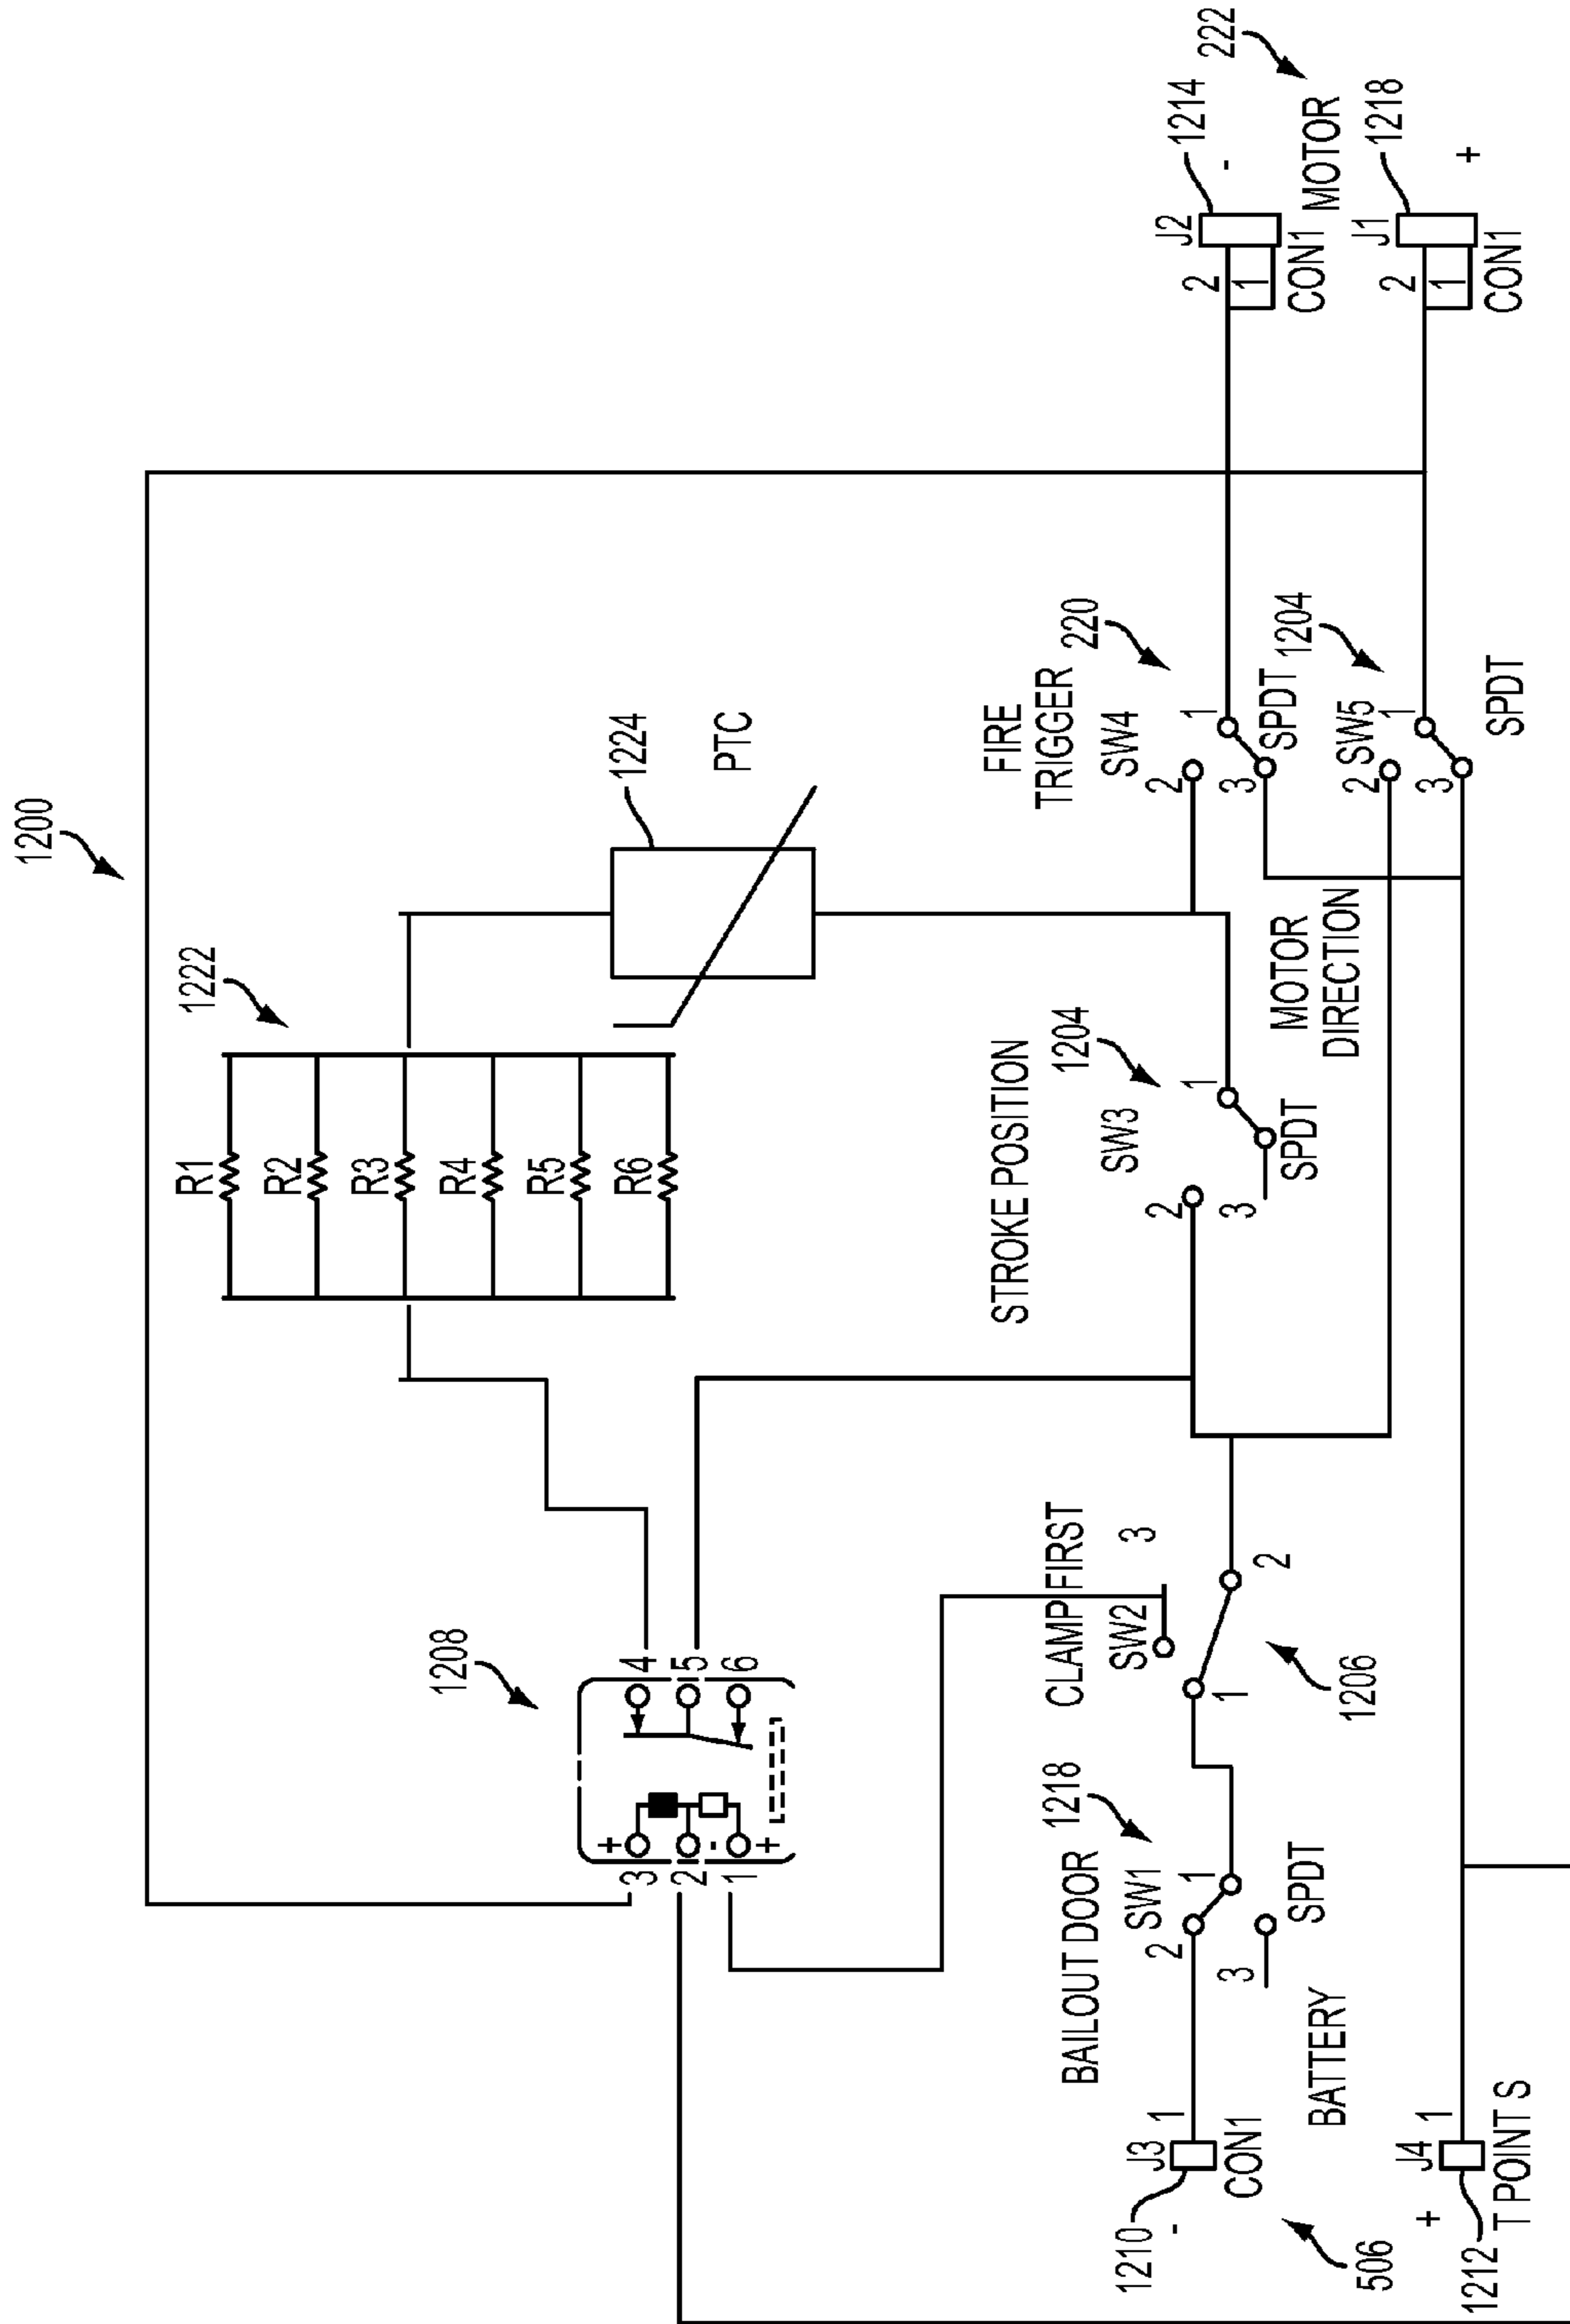 1200
1222
R1
R2
R3
R4
R5
R6
1224
PTC
1208
3
2
1
+
-
+
4
5
6
BAILOUT DOOR
1218
SW1
2
1
3
SPDT
J3
1
CON1
1210
-
BATTERY
506
J4
1
+
T POINT S
1212
CLAMP FIRST
SW2
3
1
2
1206
STROKE POSITION
1204
SW3
2
1
3
SPDT
MOTOR
DIRECTION
FIRE
TRIGGER
220
SW4
2
1
3
SPDT
1204
SW5
2
1
3
SPDT
J2
1214
-
2
1
CON1
MOTOR
222
J1
1218
+
2
1
CON1